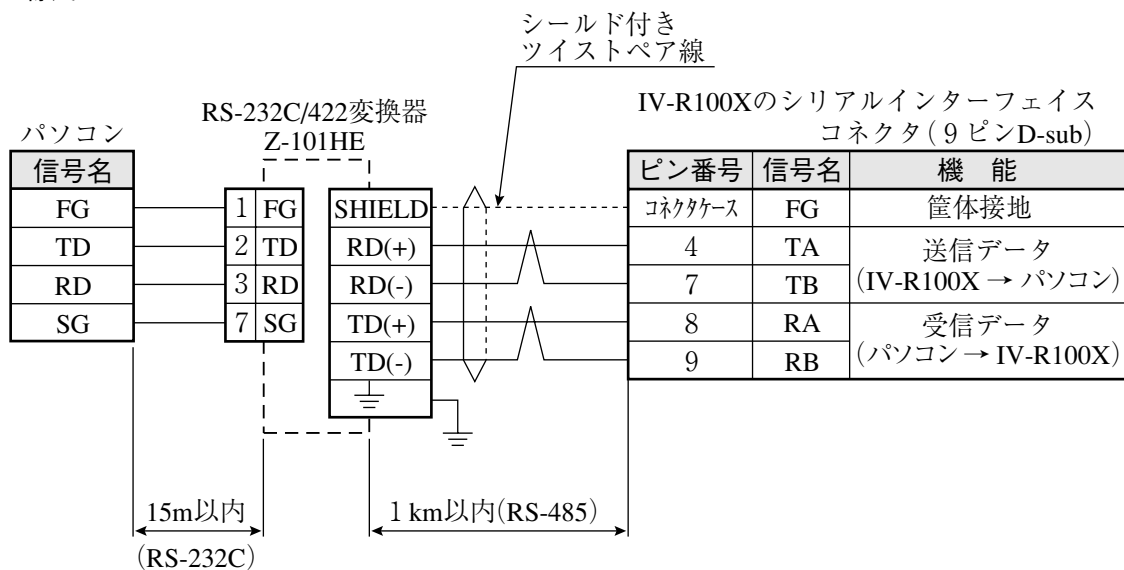 シールド付き
ツイストペア線
RS-232C/422変換器
Z-101HE
IV-R100Xのシリアルインターフェイス
コネクタ(９ピンD-sub)
パソコン
信号名
FG
TD
RD
SG
1 FG
2 TD
3 RD
7 SG
SHIELD
RD(+)
RD(-)
TD(+)
TD(-)
ピン番号 信号名 機　能
コネクタケース FG 筐体接地
4 TA 送信データ
7 TB (IV-R100X → パソコン)
8 RA 受信データ
9 RB (パソコン → IV-R100X)
15m以内
(RS-232C)
１km以内(RS-485)